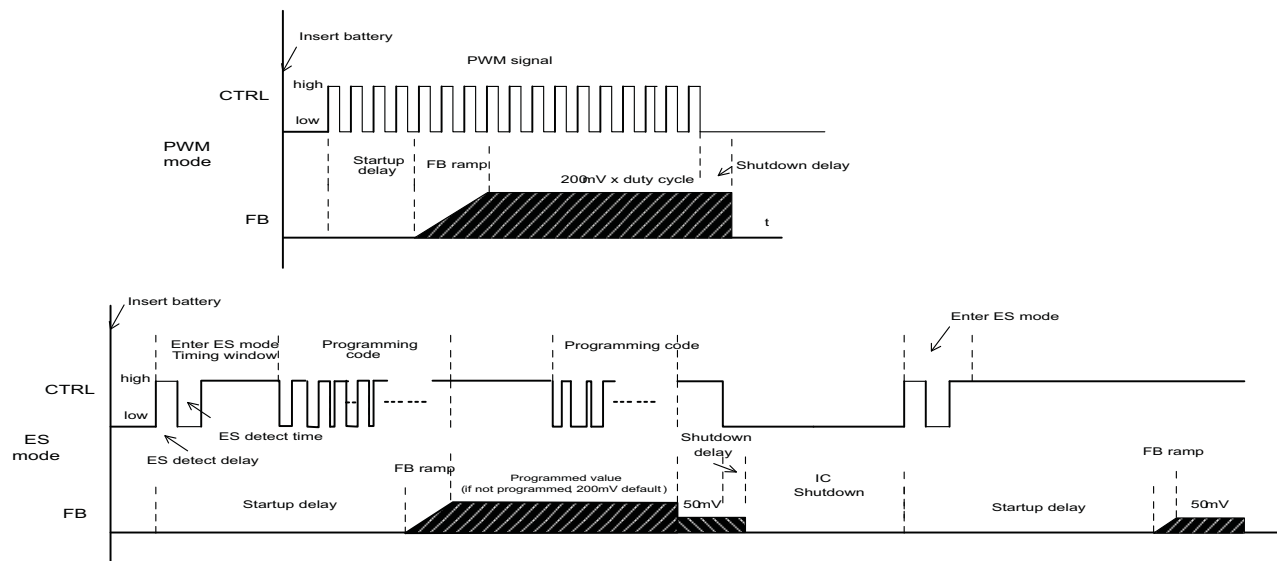 Insert battery
PWM signal
high
CTRL
low
PWM
mode
Startup
delay
FB ramp
Shutdown delay
200mV x duty cycle
FB
t
Insert battery
Enter ES mode
Enter ES mode
Timing window
Programming
code
Programming code
high
CTRL
low
ES detect time
ES
mode
ES detect delay
Shutdown
delay
FB ramp
FB ramp
Programmed value
(if not programmed, 200mV default)
IC
Shutdown
Startup delay
50mV
Startup delay
50mV
FB